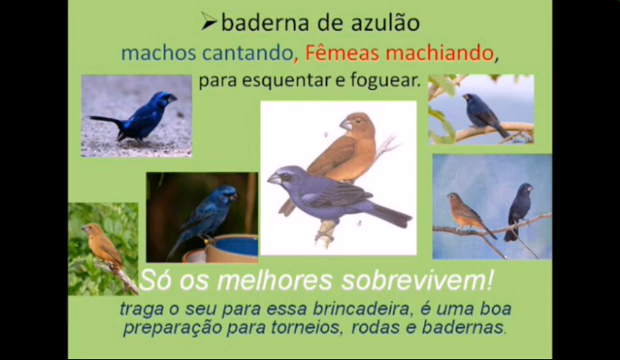 ➢baderna de azulão
machos cantando, Fêmeas machiando,
para esquentar e foguear.
Só os melhores sobrevivem!
traga o seu para essa brincadeira, é uma boa
preparação para torneios, rodas e badernas.